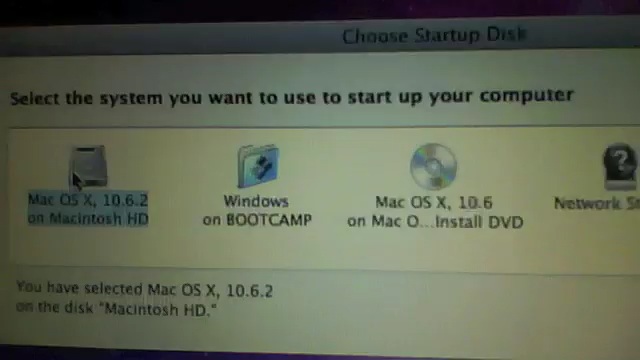 Choose Startup Disk
Select the system you want to use to start up your computer
Mac OS X, 10.6.2
on Macintosh HD
Windows
on BOOTCAMP
Mac OS X, 10.6
on Mac O...Install DVD
Network
You have selected Mac OS X, 10.6.2
on the disk "Macintosh HD."